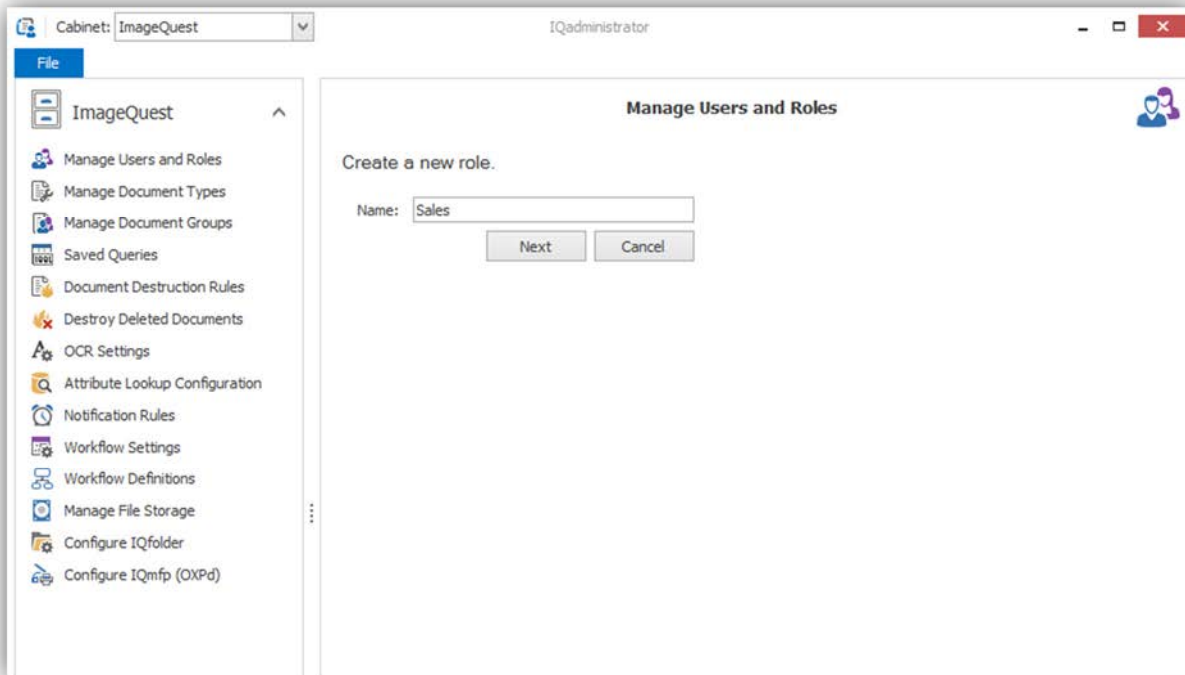 Cabinet: ImageQuest
IQadministrator
File
ImageQuest
Manage Users and Roles
Manage Document Types
Manage Document Groups
Saved Queries
Document Destruction Rules
Destroy Deleted Documents
OCR Settings
Attribute Lookup Configuration
Notification Rules
Workflow Settings
Workflow Definitions
Manage File Storage
Configure IQfolder
Configure IQmfp (OXPd)
Manage Users and Roles
Create a new role.
Name: Sales
Next Cancel